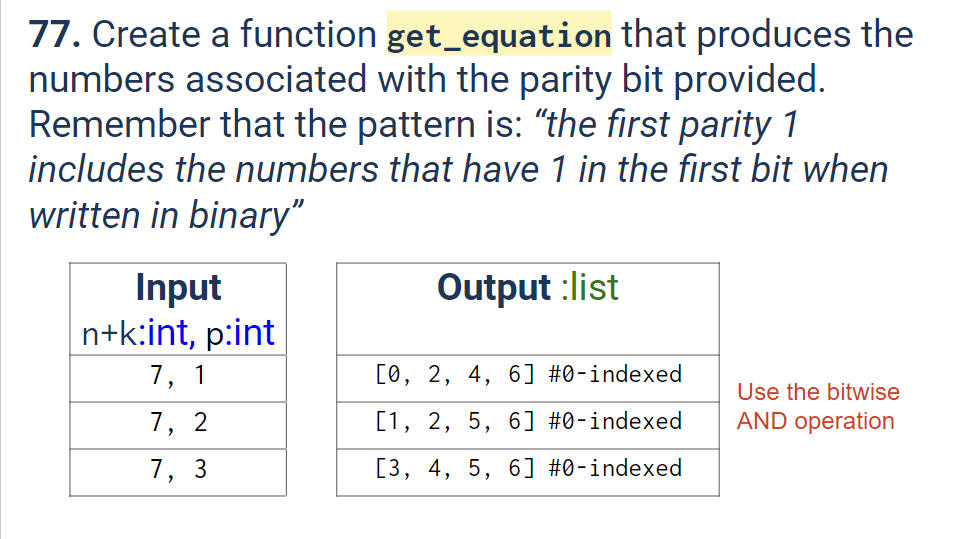 77. Create a function get_equation that produces the
numbers associated with the parity bit provided.
Remember that the pattern is: “the first parity 1
includes the numbers that have 1 in the first bit when
written in binary”
Input
n+k:int, p:int
Output :list
7, 1
[0, 2, 4, 6] #0-indexed
7, 2
[1, 2, 5, 6] #0-indexed
7, 3
[3, 4, 5, 6] #0-indexed
Use the bitwise
AND operation